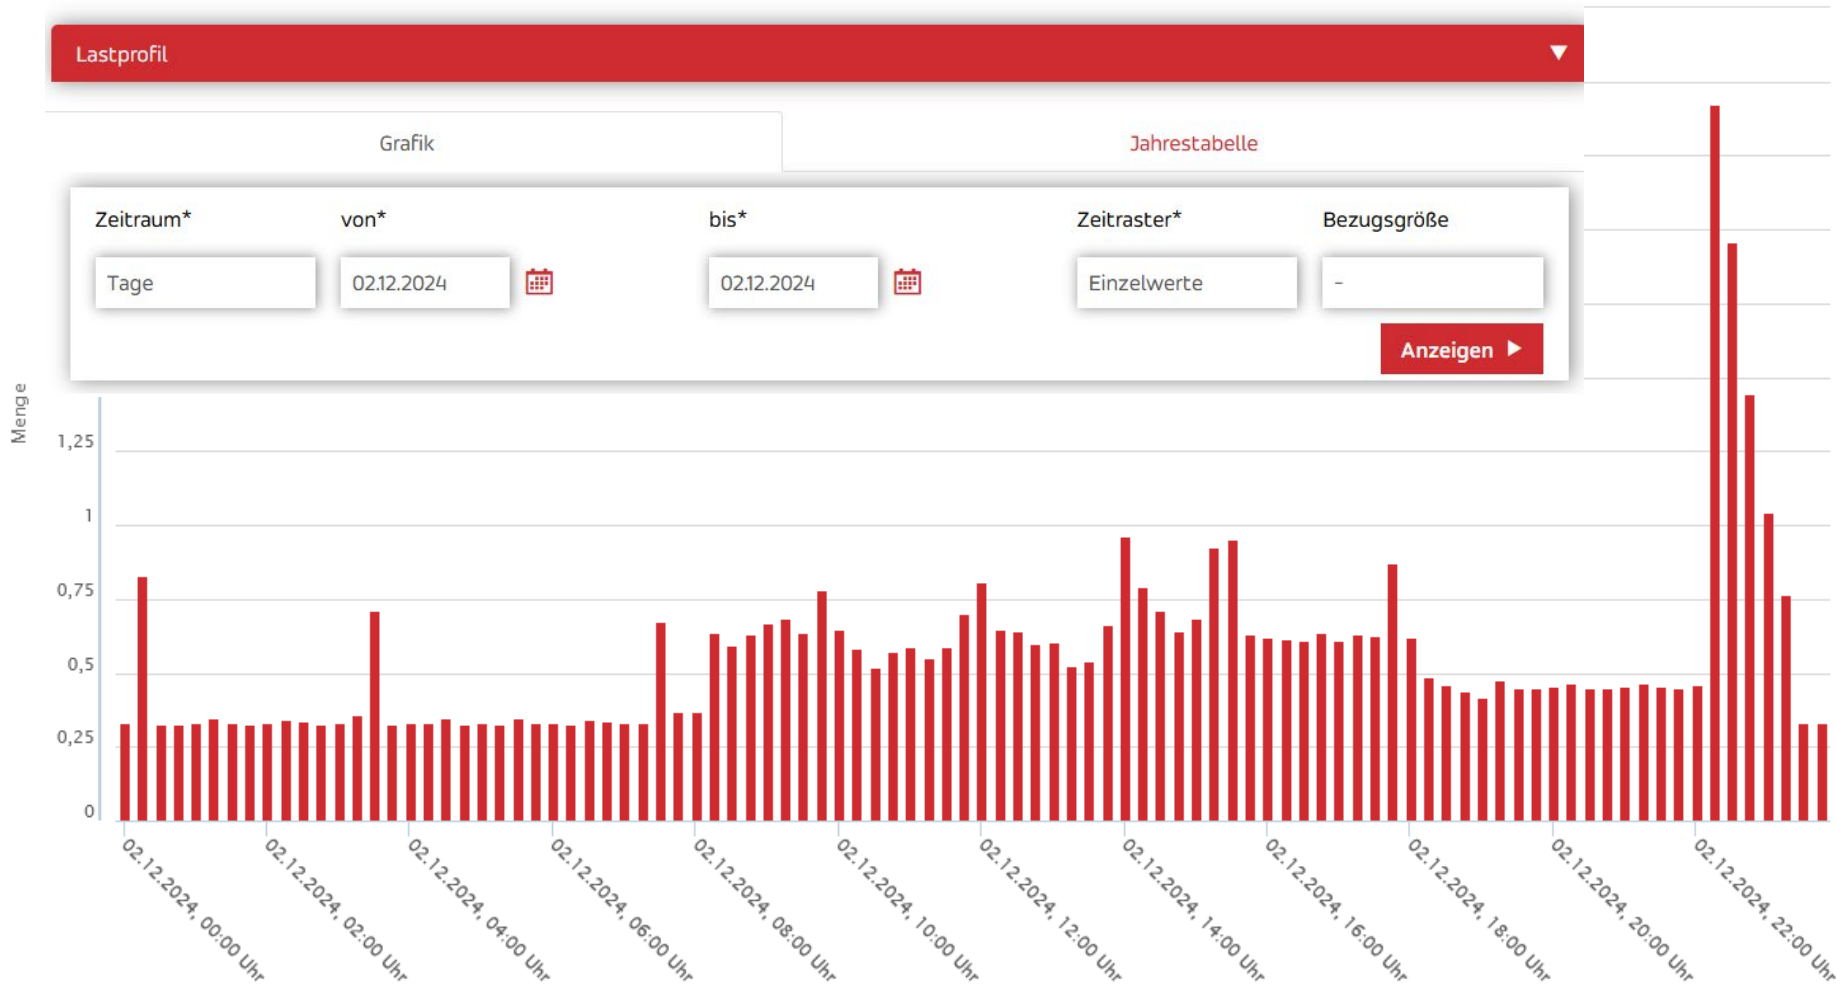 Lastprofil
Grafik
Jahrestabelle
Zeitraum*
von*
bis*
Zeitraster*
Bezugsgröße
Tage
02.12.2024
02.12.2024
Einzelwerte
-
Anzeigen
Menge
1,25
1
0,75
0,5
0,25
0
02.12.2024, 00:00 Uhr
02.12.2024, 02:00 Uhr
02.12.2024, 04:00 Uhr
02.12.2024, 06:00 Uhr
02.12.2024, 08:00 Uhr
02.12.2024, 10:00 Uhr
02.12.2024, 12:00 Uhr
02.12.2024, 14:00 Uhr
02.12.2024, 16:00 Uhr
02.12.2024, 18:00 Uhr
02.12.2024, 20:00 Uhr
02.12.2024, 22:00 Uhr